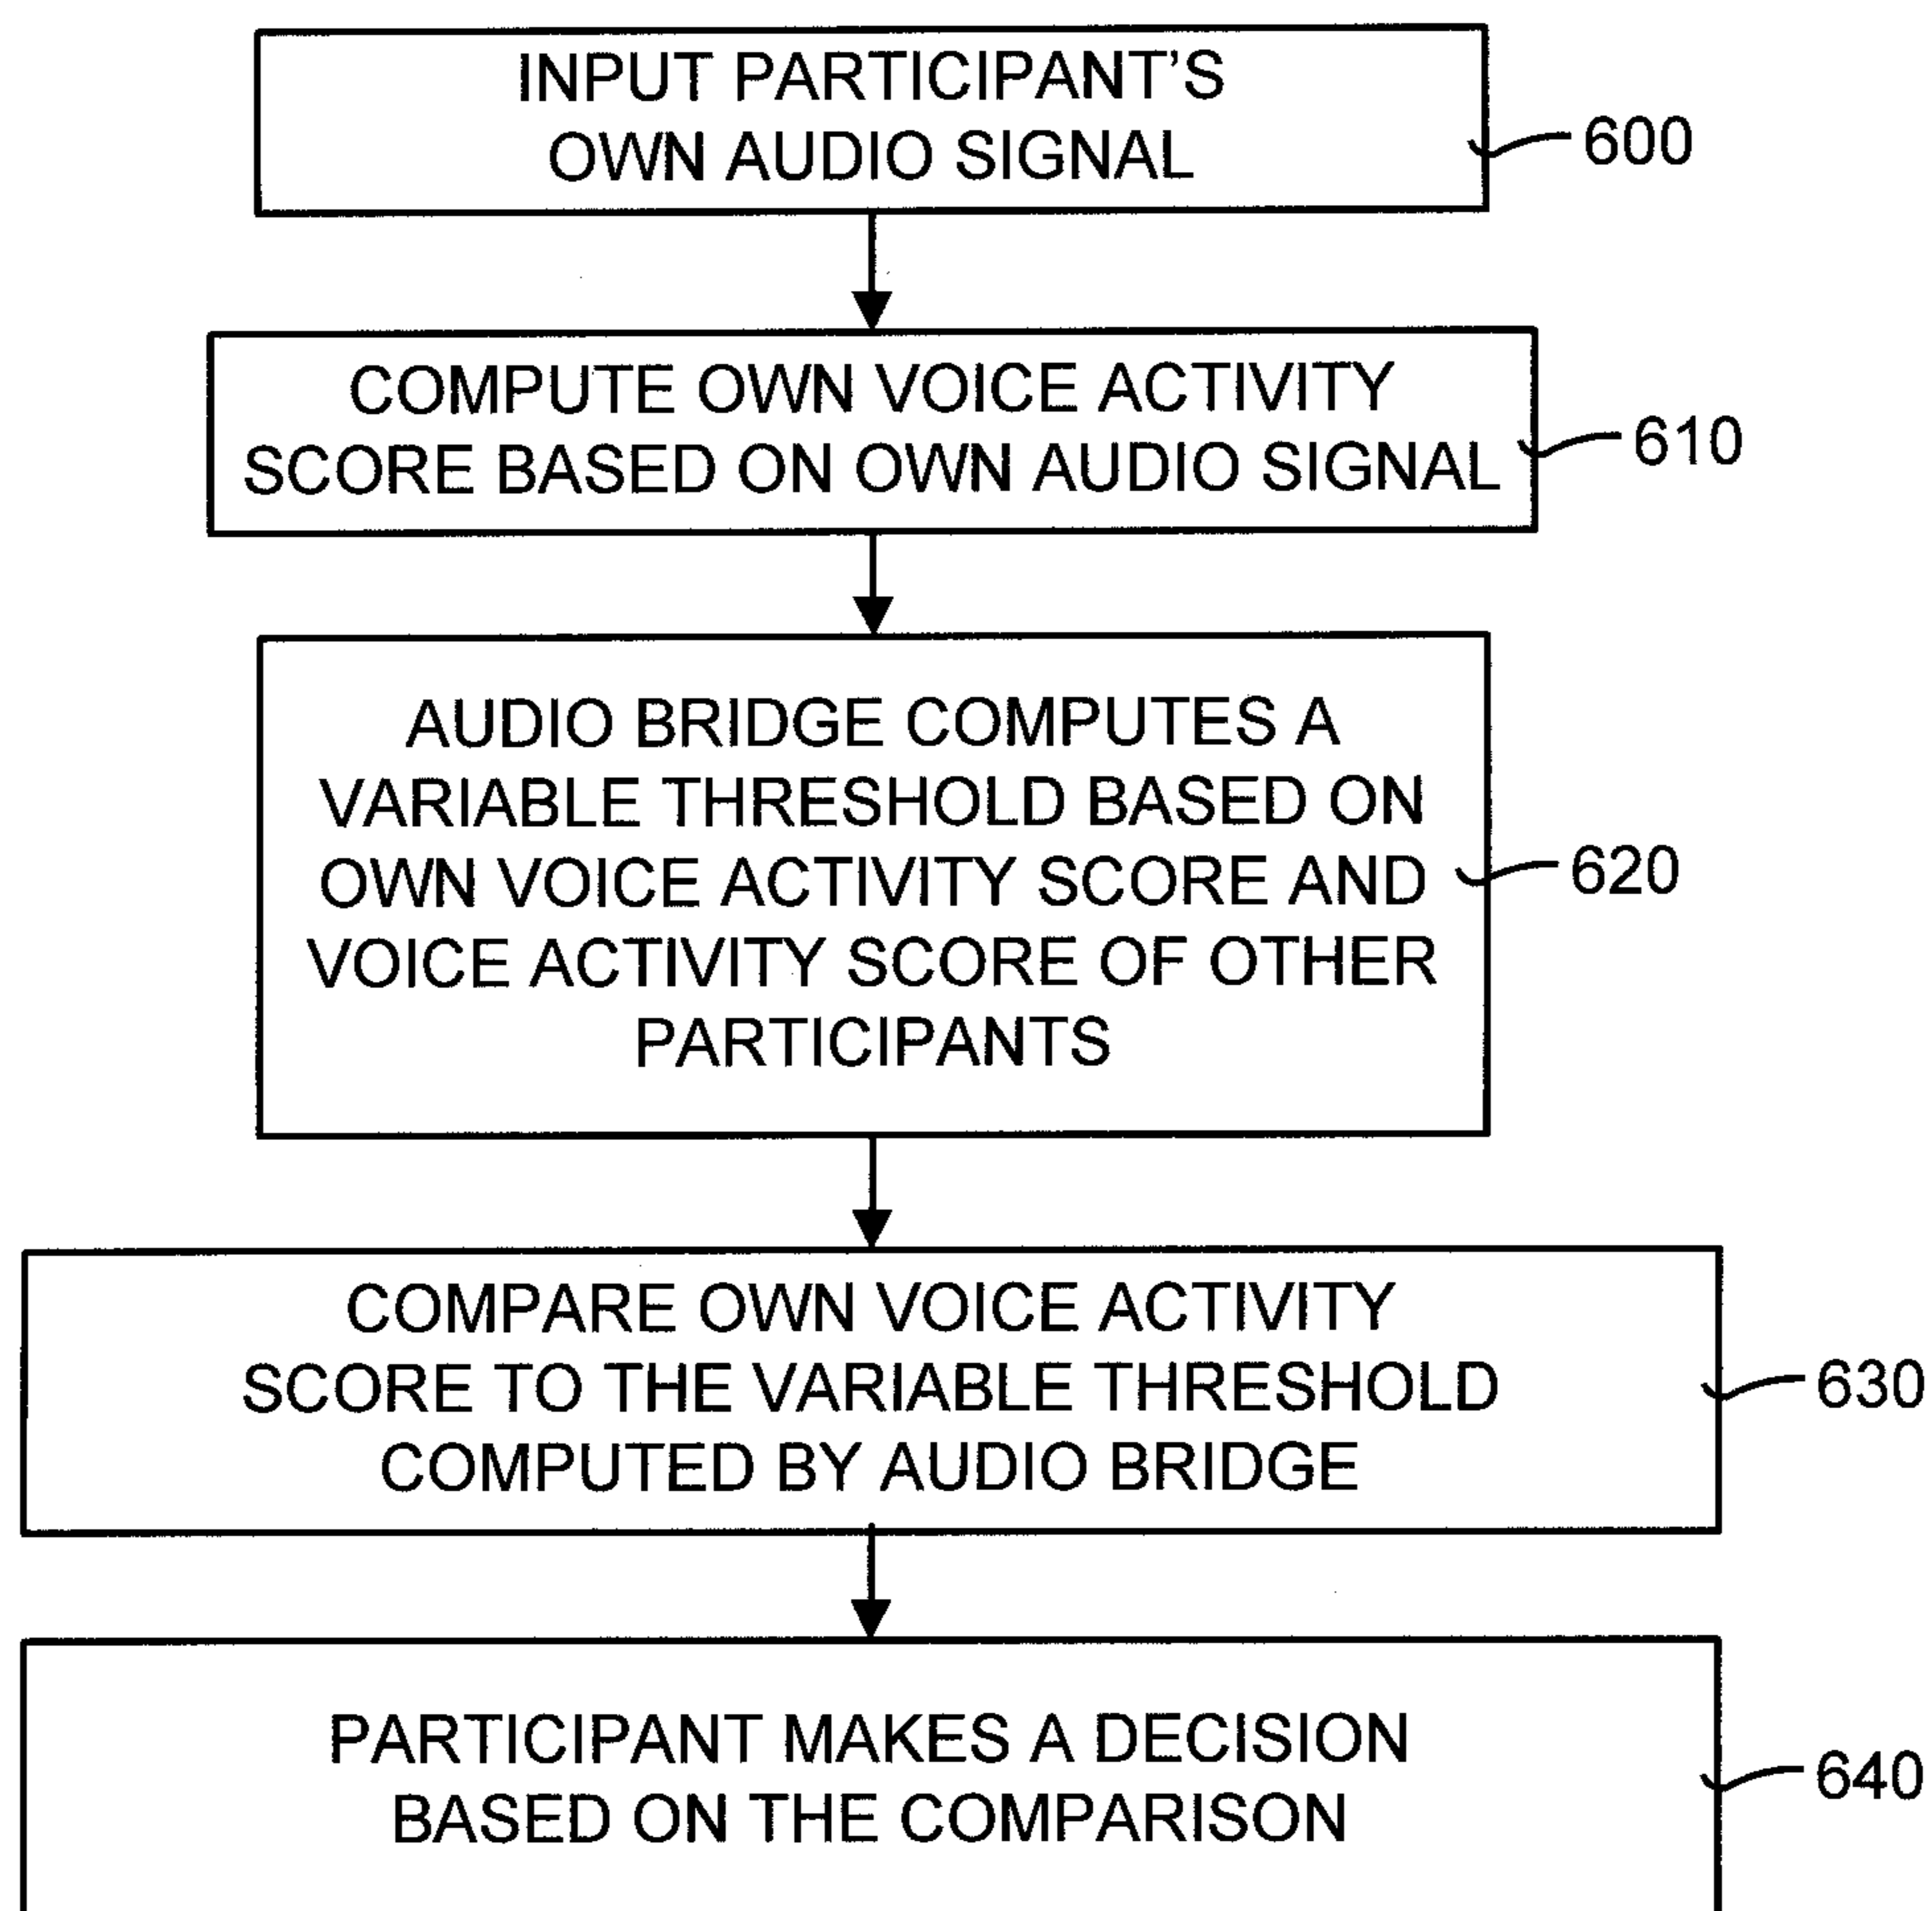 INPUT PARTICIPANT'S
OWN AUDIO SIGNAL
600
COMPUTE OWN VOICE ACTIVITY
SCORE BASED ON OWN AUDIO SIGNAL
610
AUDIO BRIDGE COMPUTES A
VARIABLE THRESHOLD BASED ON
OWN VOICE ACTIVITY SCORE AND
VOICE ACTIVITY SCORE OF OTHER
PARTICIPANTS
620
COMPARE OWN VOICE ACTIVITY
SCORE TO THE VARIABLE THRESHOLD
COMPUTED BY AUDIO BRIDGE
630
PARTICIPANT MAKES A DECISION
BASED ON THE COMPARISON
640